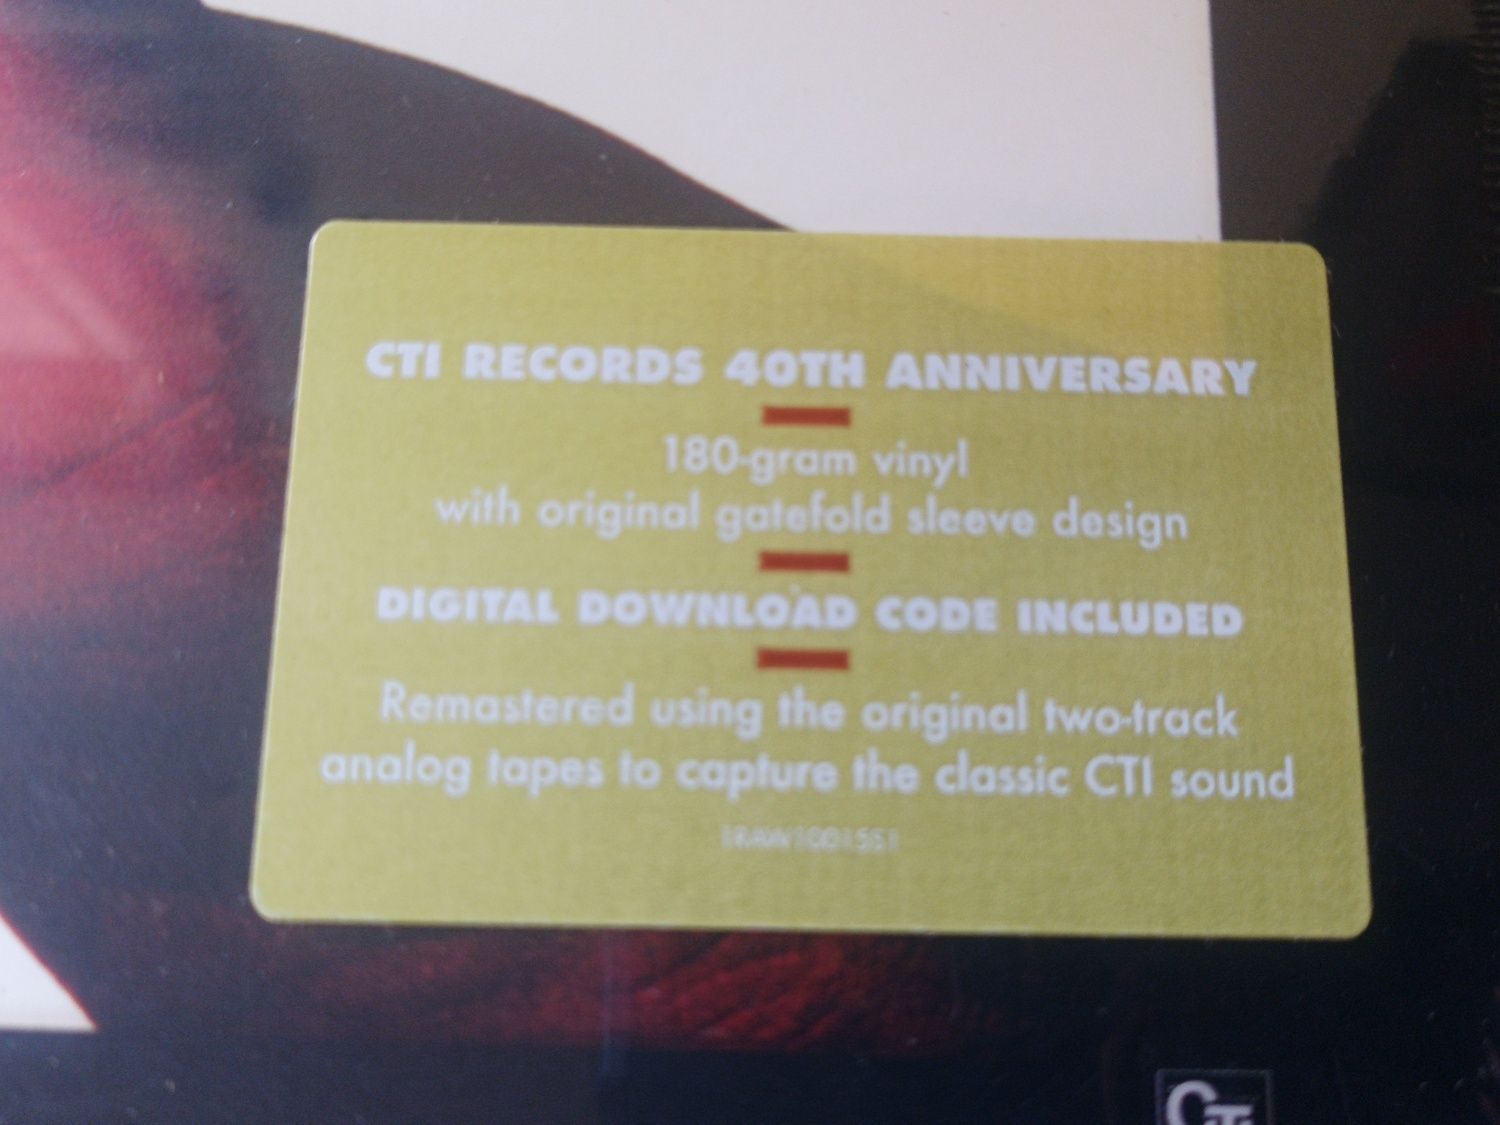 CTI RECORDS 40TH ANNIVERSARY
180-gram vinyl
with original gatefold sleeve design
DIGITAL DOWNLOAD CODE INCLUDED
Remastered using the original two-track
analog tapes to capture the classic CTI sound
CTi